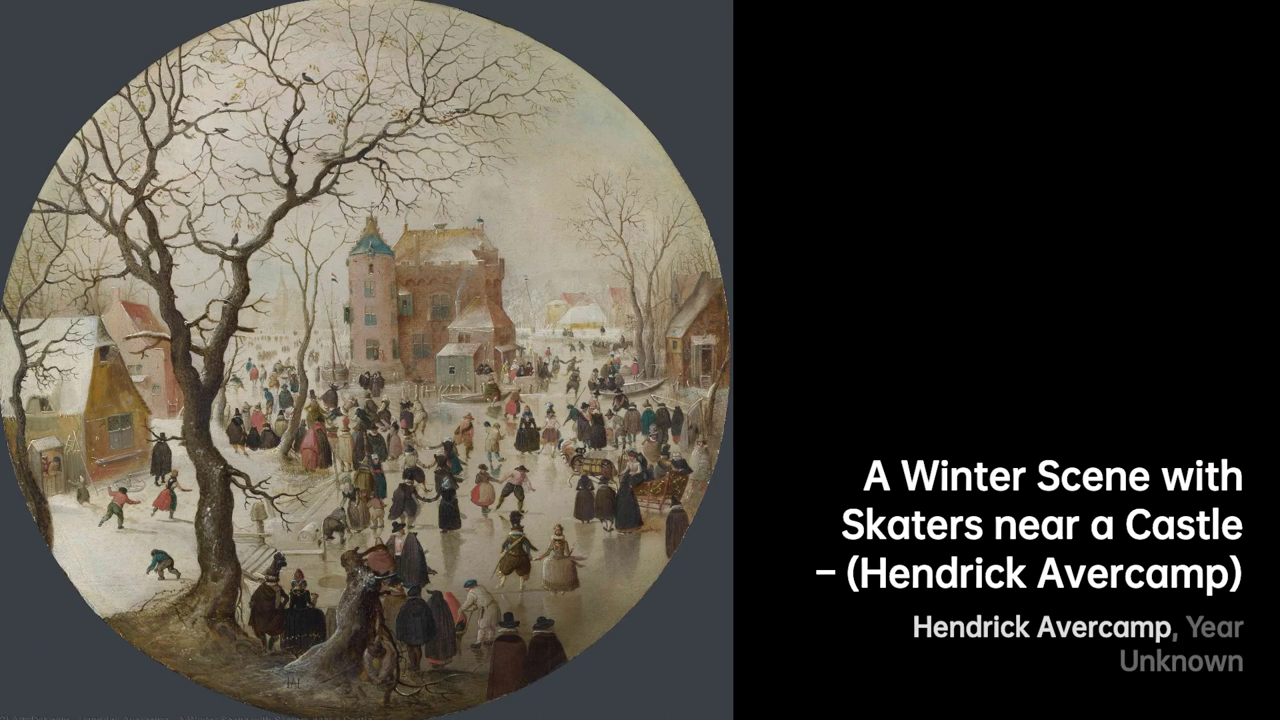 A Winter Scene with
Skaters near a Castle
– (Hendrick Avercamp)
Hendrick Avercamp, Year
Unknown